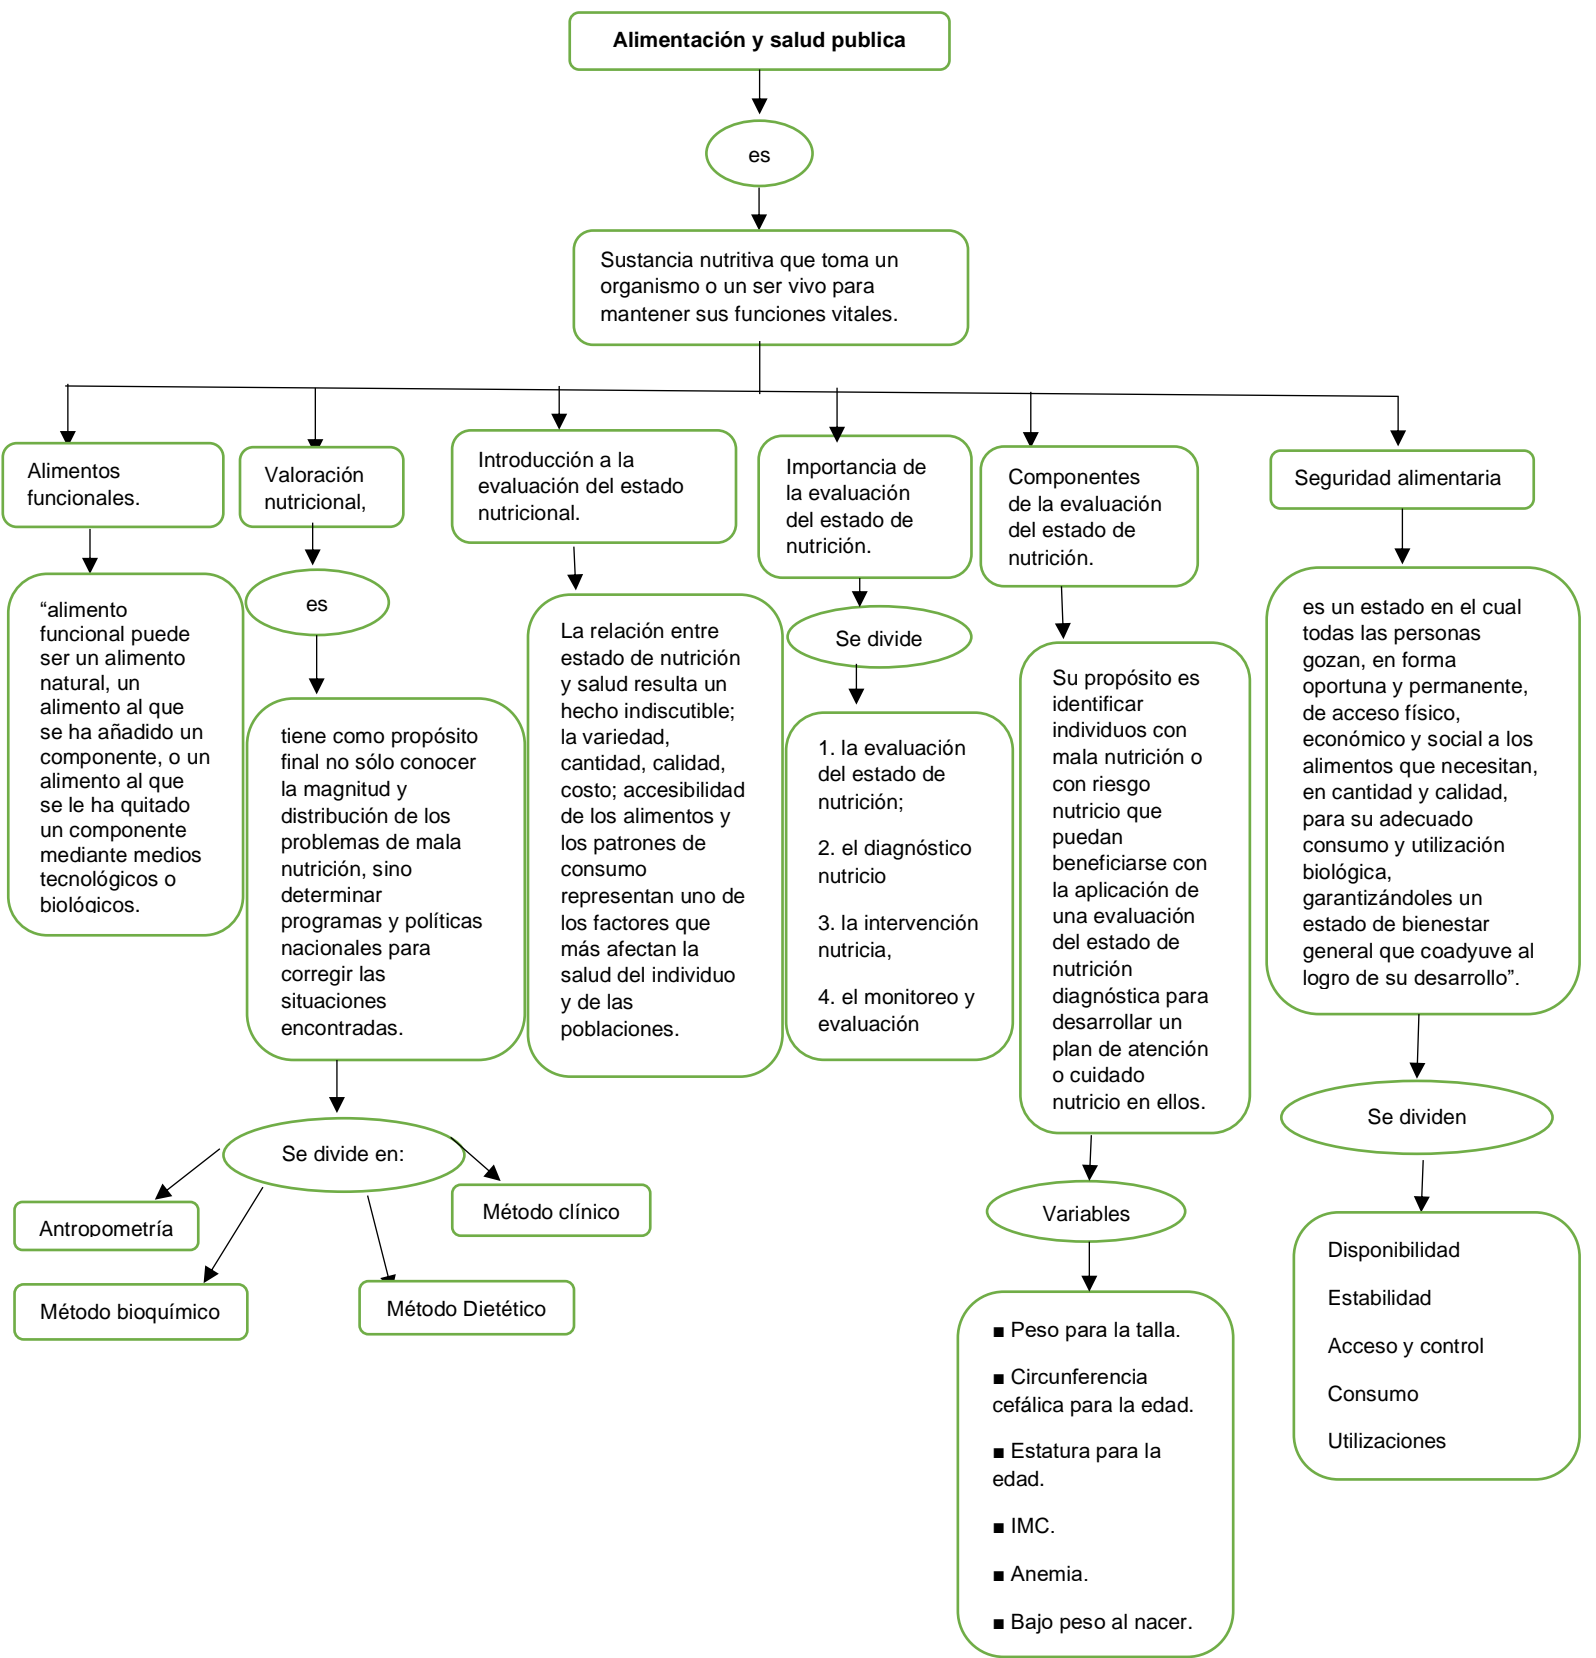 Alimentación y salud publica
es
Sustancia nutritiva que toma un
organismo o un ser vivo para
mantener sus funciones vitales.
Alimentos
funcionales.
Valoración
nutricional,
Introducción a la
evaluación del estado
nutricional.
Importancia de
la evaluación
del estado de
nutrición.
Componentes
de la evaluación
del estado de
nutrición.
Seguridad alimentaria
“alimento
funcional puede
ser un alimento
natural, un
alimento al que
se ha añadido un
componente, o un
alimento al que
se le ha quitado
un componente
mediante medios
tecnológicos o
biológicos.
es
tiene como propósito
final no sólo conocer
la magnitud y
distribución de los
problemas de mala
nutrición, sino
determinar
programas y políticas
nacionales para
corregir las
situaciones
encontradas.
La relación entre
estado de nutrición
y salud resulta un
hecho indiscutible;
la variedad,
cantidad, calidad,
costo; accesibilidad
de los alimentos y
los patrones de
consumo
representan uno de
los factores que
más afectan la
salud del individuo
y de las
poblaciones.
Se divide
1. la evaluación
del estado de
nutrición;
2. el diagnóstico
nutricio
3. la intervención
nutricia,
4. el monitoreo y
evaluación
Su propósito es
identificar
individuos con
mala nutrición o
con riesgo
nutricio que
puedan
beneficiarse con
la aplicación de
una evaluación
del estado de
nutrición
diagnóstica para
desarrollar un
plan de atención
o cuidado
nutricio en ellos.
es un estado en el cual
todas las personas
gozan, en forma
oportuna y permanente,
de acceso físico,
económico y social a los
alimentos que necesitan,
en cantidad y calidad,
para su adecuado
consumo y utilización
biológica,
garantizándoles un
estado de bienestar
general que coadyuve al
logro de su desarrollo”.
Se divide en:
Antropometría
Método bioquímico
Método Dietético
Método clínico
Variables
■ Peso para la talla.
■ Circunferencia
cefálica para la edad.
■ Estatura para la
edad.
■ IMC.
■ Anemia.
■ Bajo peso al nacer.
Se dividen
Disponibilidad
Estabilidad
Acceso y control
Consumo
Utilizaciones